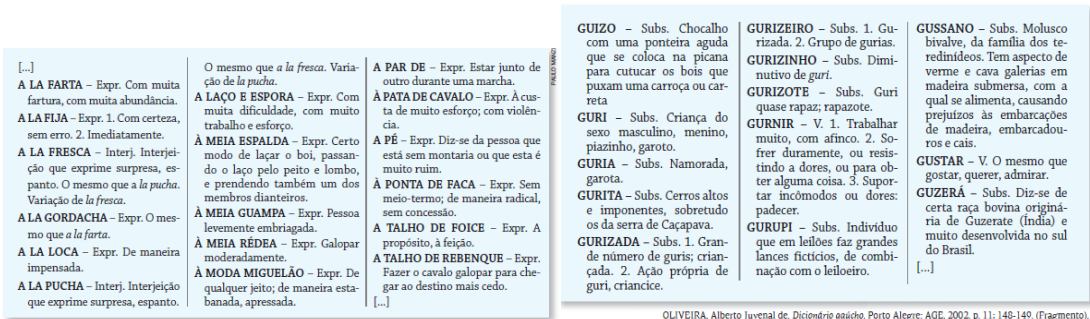 [...]
A LA FARTA – Expr. Com muita
fartura, com muita abundância.
A LA FIJA – Expr. 1. Com certeza,
sem erro. 2. Imediatamente.
A LA FRESCA – Interj. Interjei-
ção que exprime surpresa, es-
panto. O mesmo que a la pucha.
Variação de la fresca.
A LA GORDACHA – Expr. O mes-
mo que a la farta.
A LA LOCA – Expr. De maneira
impensada.
A LA PUCHA – Interj. Interjeição
que exprime surpresa, espanto.
O mesmo que a la fresca. Varia-
ção de la pucha.
A LAÇO E ESPORA – Expr. Com
muita dificuldade, com muito
trabalho e esforço.
À MEIA ESPALDA – Expr. Certo
modo de laçar o boi, passan-
do o laço pelo peito e lombo,
e prendendo também um dos
membros dianteiros.
À MEIA GUAMPA – Expr. Pessoa
levemente embriagada.
À MEIA RÉDEA – Expr. Galopar
moderadamente.
À MODA MIGUELÃO – Expr. De
qualquer jeito; de maneira esta-
banada, apressada.
A PAR DE – Expr. Estar junto de
outro durante uma marcha.
À PATA DE CAVALO – Expr. À cus-
ta de muito esforço; com violên-
cia.
A PÉ – Expr. Diz-se da pessoa que
está sem montaria ou que esta é
muito ruim.
À PONTA DE FACA – Expr. Sem
meio-termo; de maneira radical,
sem concessão.
A TALHO DE FOICE – Expr. A
propósito, à feição.
A TALHO DE REBENQUE – Expr.
Fazer o cavalo galopar para che-
gar ao destino mais cedo.
[...]
PAULO MANZI
GUIZO – Subs. Chocalho
com uma ponteira aguda
que se coloca na picana
para cutucar os bois que
puxam uma carroça ou car-
reta
GURI – Subs. Criança do
sexo masculino, menino,
piazinho, garoto.
GURIA – Subs. Namorada,
garota.
GURITA – Subs. Cerros altos
e imponentes, sobretudo
os da serra de Caçapava.
GURIZADA – Subs. 1. Gran-
de número de guris; crian-
çada. 2. Ação própria de
guri, criancice.
GURIZEIRO – Subs. 1. Gu-
rizada. 2. Grupo de gurias.
GURIZINHO – Subs. Dimi-
nutivo de guri.
GURIZOTE – Subs. Guri
quase rapaz; rapazote.
GURNIR – V. 1. Trabalhar
muito, com afinco. 2. So-
frer duramente, ou resis-
tindo a dores, ou para ob-
ter alguma coisa. 3. Supor-
tar incômodos ou dores:
padecer.
GURUPI – Subs. Indivíduo
que em leilões faz grandes
lances fictícios, de combi-
nação com o leiloeiro.
GUSSANO – Subs. Molusco
bivalve, da família dos te-
redinídeos. Tem aspecto de
verme e cava galerias em
madeira submersa, com a
qual se alimenta, causando
prejuízos às embarcações
de madeira, embarcadou-
ros e cais.
GUSTAR – V. O mesmo que
gostar, querer, admirar.
GUZERÁ – Subs. Diz-se de
certa raça bovina originá-
ria de Guzerate (Índia) e
muito desenvolvida no sul
do Brasil.
[...]
OLIVEIRA, Alberto Juvenal de. Dicionário gaúcho. Porto Alegre: AGE, 2002. p. 11; 148-149. (Fragmento).